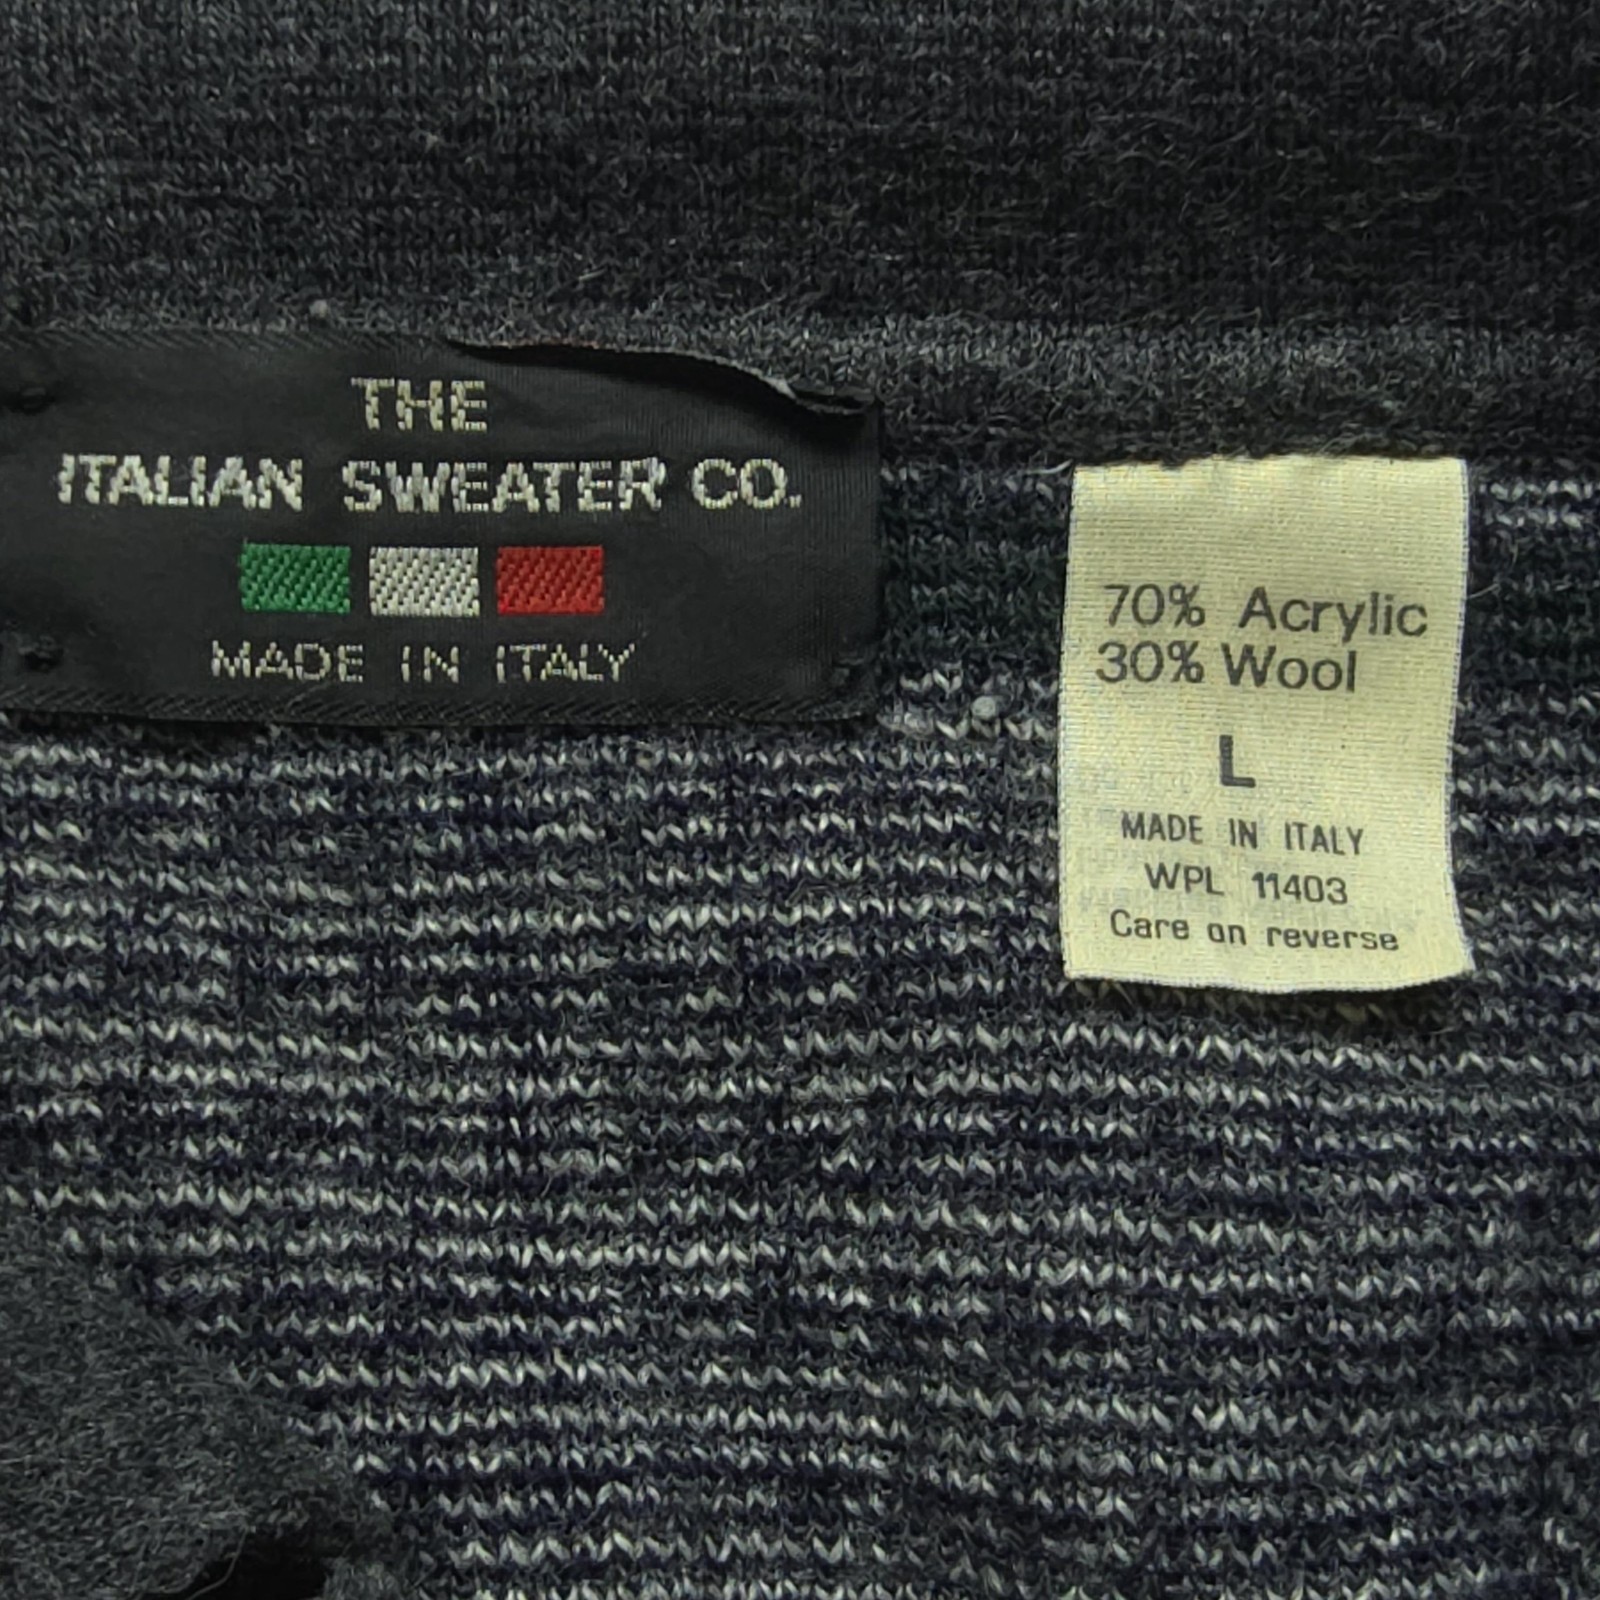 THE
ITALIAN SWEATER CO.
MADE IN ITALY
70% Acrylic
30% Wool
L
MADE IN ITALY
WPL 11403
Care on reverse